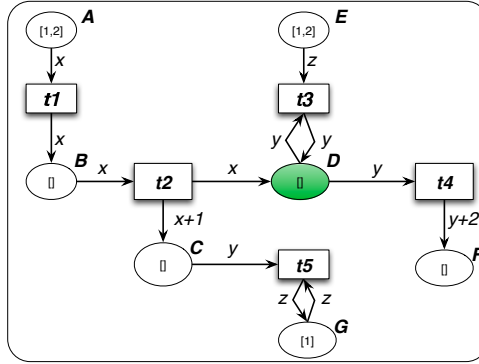 A
E
[1,2]
[1,2]
x
z
t1
t3
x
y
y
B
D
[]
x
t2
x
[]
y
t4
x+1
y+2
C
F
[]
y
t5
[]
z
z
G
[1]